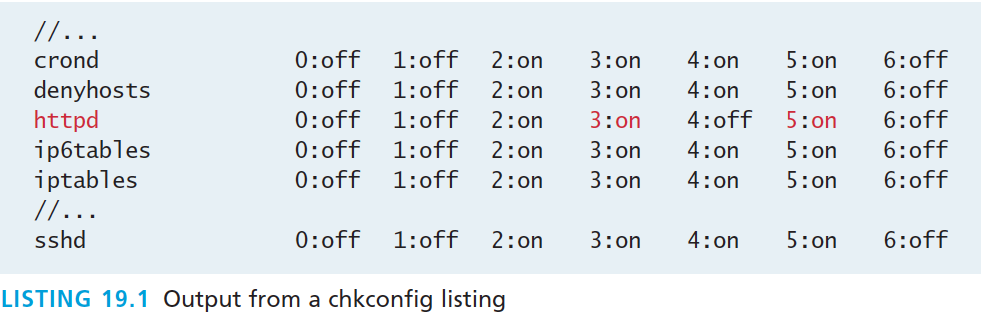 //...
crond 0:off 1:off 2:on 3:on 4:on 5:on 6:off
denyhosts 0:off 1:off 2:on 3:on 4:on 5:on 6:off
httpd 0:off 1:off 2:on 3:on 4:off 5:on 6:off
ip6tables 0:off 1:off 2:on 3:on 4:on 5:on 6:off
iptables 0:off 1:off 2:on 3:on 4:on 5:on 6:off
//...
sshd 0:off 1:off 2:on 3:on 4:on 5:on 6:off
LISTING 19.1 Output from a chkconfig listing